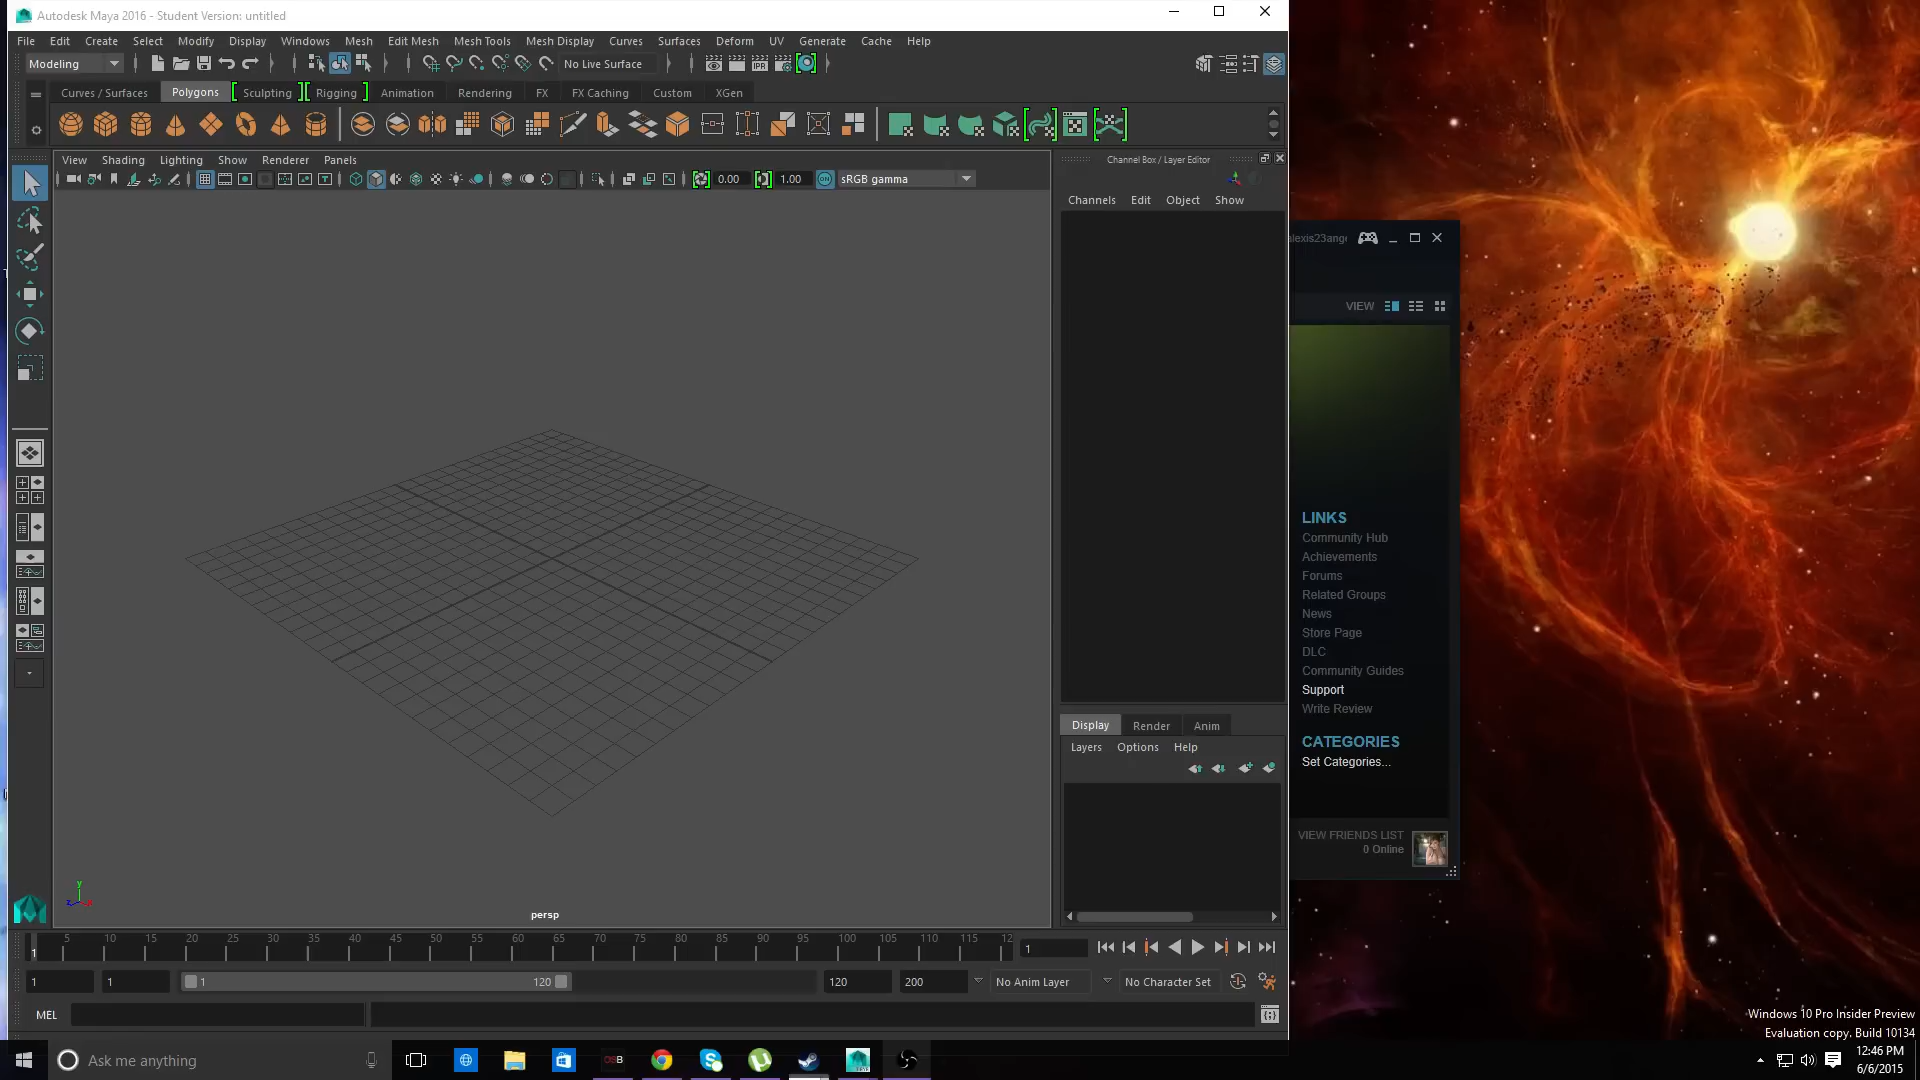 Autodesk Maya 2016 - Student Version: untitled
File Edit Create Select Modify Display Windows Mesh Edit Mesh Mesh Tools Mesh Display Curves Surfaces Deform UV Generate Cache Help
Modeling No Live Surface
Curves / Surfaces Polygons Sculpting Rigging Animation Rendering FX FX Caching Custom XGen
View Shading Lighting Show Renderer Panels
0.00 1.00 ON sRGB gamma
Channel Box / Layer Editor
Channels Edit Object Show
VIEW
LINKS
Community Hub
Achievements
Forums
Related Groups
News
Store Page
DLC
Community Guides
Support
Write Review
CATEGORIES
Set Categories...
VIEW FRIENDS LIST
0 Online
Display Render Anim
Layers Options Help
y
z
persp
1 5 10 15 20 25 30 35 40 45 50 55 60 65 70 75 80 85 90 95 100 105 110 115 12
1
1 1 1 120 120 200 No Anim Layer No Character Set
MEL
Windows 10 Pro Insider Preview
Evaluation copy. Build 10134
Ask me anything
12:46 PM
6/6/2015